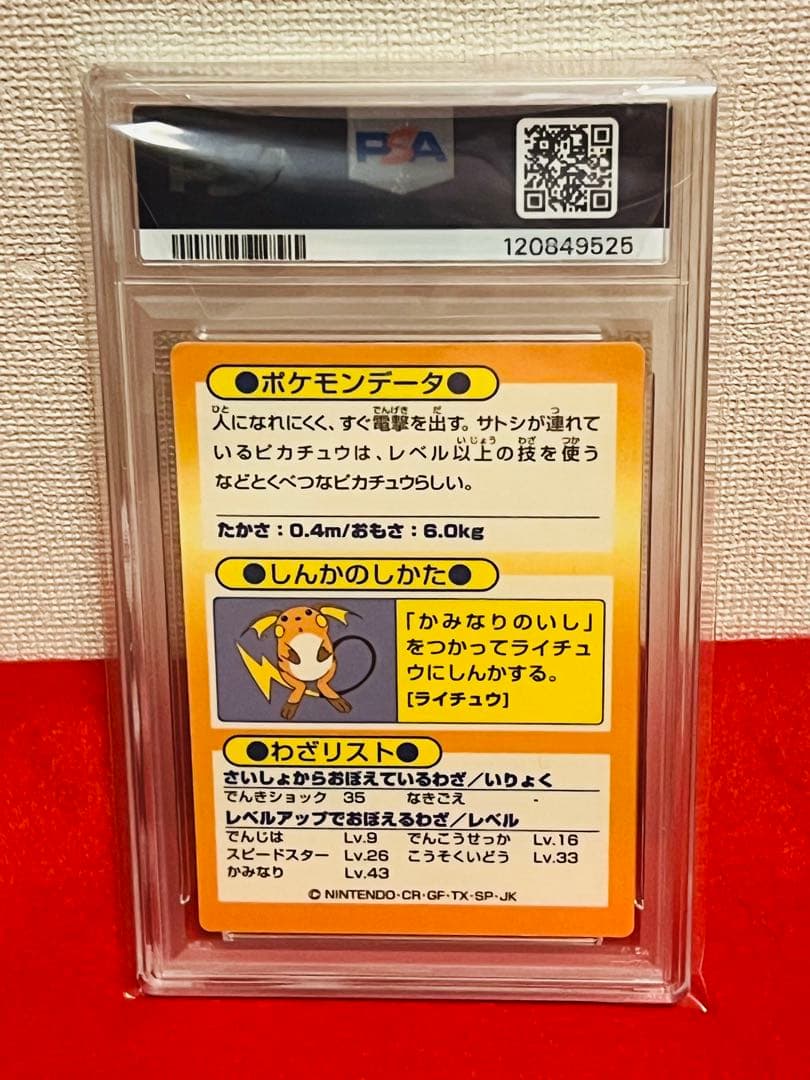 PSA
120849525
●ポケモンデータ●
人になれにくく、すぐ電撃を出す。サトシが連れて
いるピカチュウは、レベル以上の技を使う
などとくべつなピカチュウらしい。
たかさ：0.4m/おもさ：6.0kg
●しんかのしかた●
「かみなりのいし」
をつかってライチュ
ウにしんかする。
[ライチュウ]
●わざリスト●
さいしょからおぼえているわざ／いりょく
でんきショック 35 なきごえ -
レベルアップでおぼえるわざ／レベル
でんじは Lv.9 でんこうせっか Lv.16
スピードスター Lv.26 こうそくいどう Lv.33
かみなり Lv.43
© NINTENDO･CR･GF･TX･SP･JK